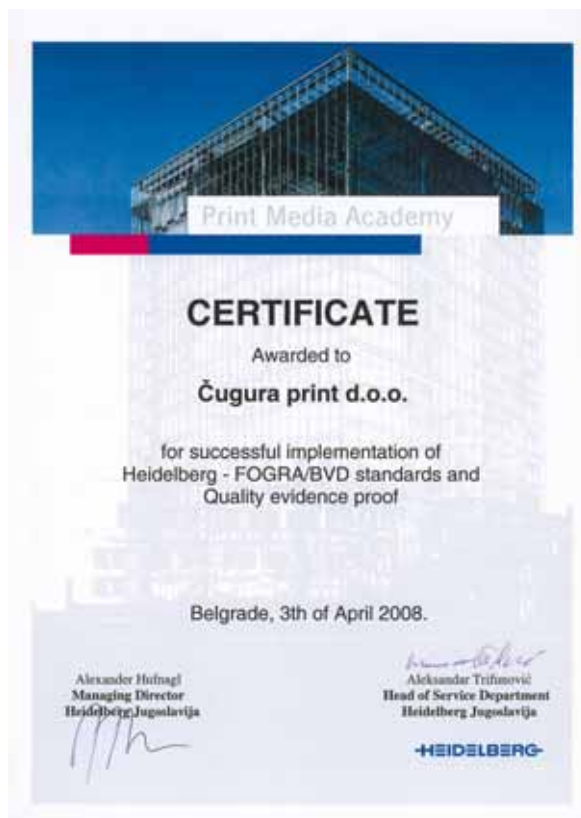 Print Media Academy
CERTIFICATE
Awarded to
Čugura print d.o.o.
for successful implementation of
Heidelberg - FOGRA/BVD standards and
Quality evidence proof
Belgrade, 3th of April 2008.
Alexander Hufnagl
Managing Director
Heidelberg Jugoslavija
Aleksandar Trifunović
Head of Service Department
Heidelberg Jugoslavija
HEIDELBERG